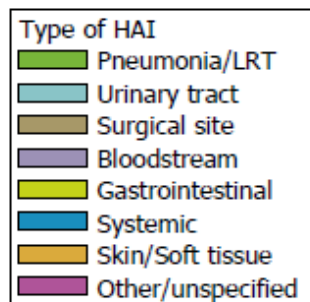 Type of HAI
Pneumonia/LRT
Urinary tract
Surgical site
Bloodstream
Gastrointestinal
Systemic
Skin/Soft tissue
Other/unspecified